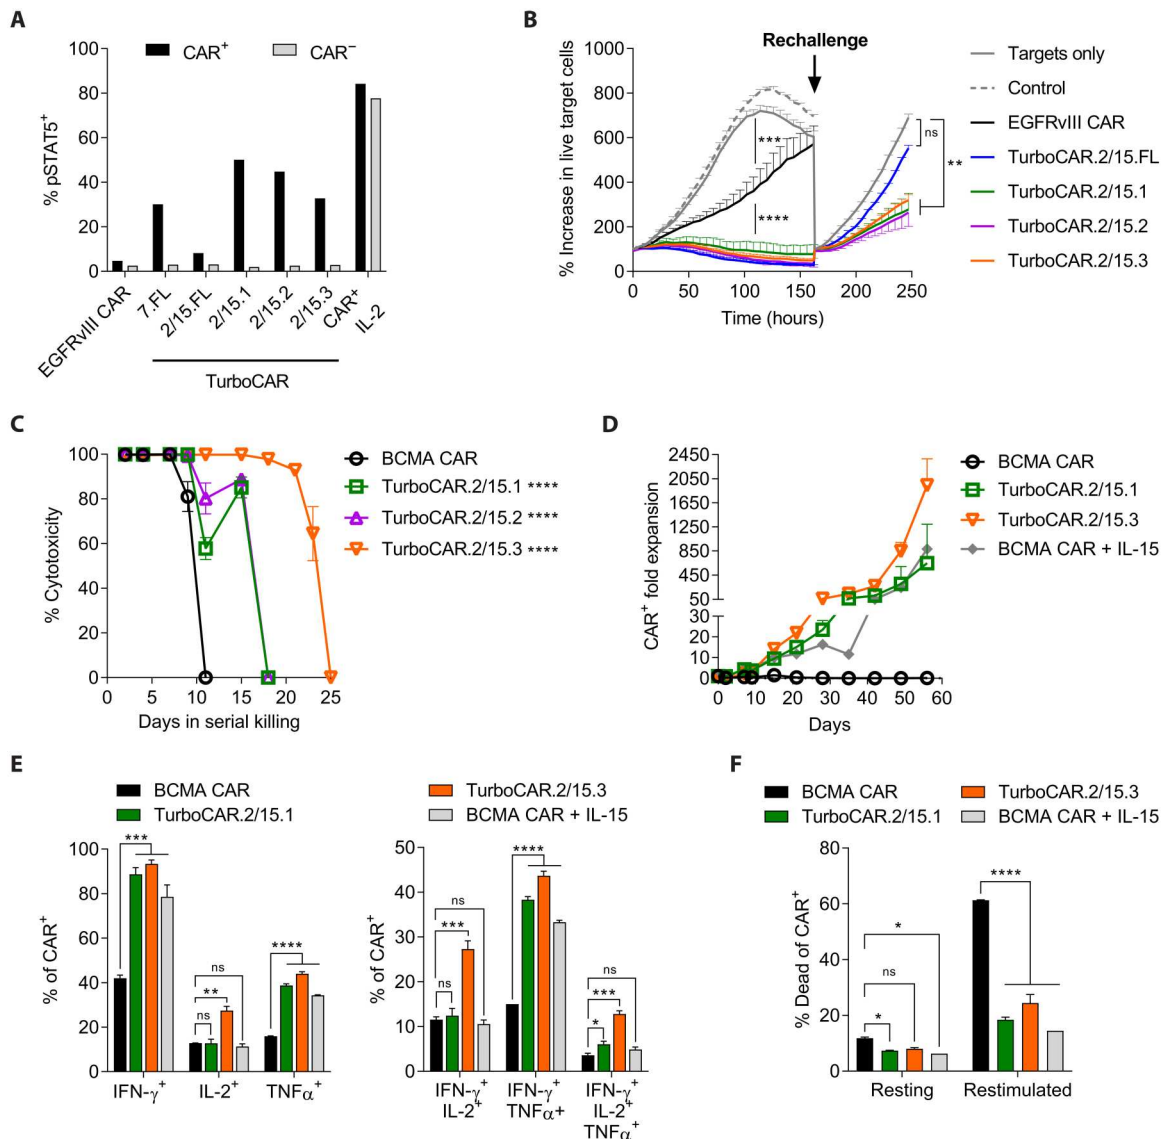 A
CAR+
CAR−
% pSTAT5+
100
80
60
40
20
0
EGFRvIII CAR
7.FL
2/15.FL
2/15.1
2/15.2
2/15.3
CAR+
IL-2
TurboCAR
B
Rechallenge
% Increase in live target cells
1000
800
600
400
200
0
0
50
100
150
200
250
Time (hours)
***
****
ns
**
Targets only
Control
EGFRvIII CAR
TurboCAR.2/15.FL
TurboCAR.2/15.1
TurboCAR.2/15.2
TurboCAR.2/15.3
C
% Cytotoxicity
100
80
60
40
20
0
0
5
10
15
20
25
Days in serial killing
BCMA CAR
TurboCAR.2/15.1 ****
TurboCAR.2/15.2 ****
TurboCAR.2/15.3 ****
D
CAR+ fold expansion
2450
2050
1650
1250
850
450
50
30
20
10
0
0
10
20
30
40
50
60
Days
BCMA CAR
TurboCAR.2/15.1
TurboCAR.2/15.3
BCMA CAR + IL-15
E
BCMA CAR
TurboCAR.2/15.1
TurboCAR.2/15.3
BCMA CAR + IL-15
% of CAR+
100
80
60
40
20
0
***
ns
**
ns
****
IFN-γ+
IL-2+
TNFα+
% of CAR+
50
40
30
20
10
0
ns
***
ns
****
ns
***
*
IFN-γ+
IL-2+
IFN-γ+
TNFα+
IFN-γ+
IL-2+
TNFα+
F
BCMA CAR
TurboCAR.2/15.1
TurboCAR.2/15.3
BCMA CAR + IL-15
% Dead of CAR+
80
60
40
20
0
*
ns
*
****
Resting
Restimulated